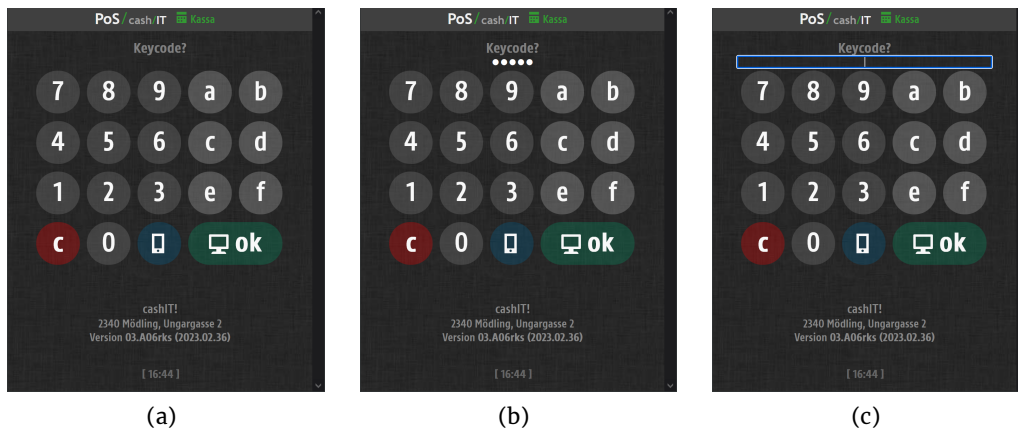 PoS/cash/IT Kassa
Keycode?
7 8 9 a b
4 5 6 c d
1 2 3 e f
c 0 ok
cashIT!
2340 Mödling, Ungargasse 2
Version 03.A06rks (2023.02.36)
[ 16:44 ]
(a)
PoS/cash/IT Kassa
Keycode?
7 8 9 a b
4 5 6 c d
1 2 3 e f
c 0 ok
cashIT!
2340 Mödling, Ungargasse 2
Version 03.A06rks (2023.02.36)
[ 16:44 ]
(b)
PoS/cash/IT Kassa
Keycode?
7 8 9 a b
4 5 6 c d
1 2 3 e f
c 0 ok
cashIT!
2340 Mödling, Ungargasse 2
Version 03.A06rks (2023.02.36)
[ 16:44 ]
(c)